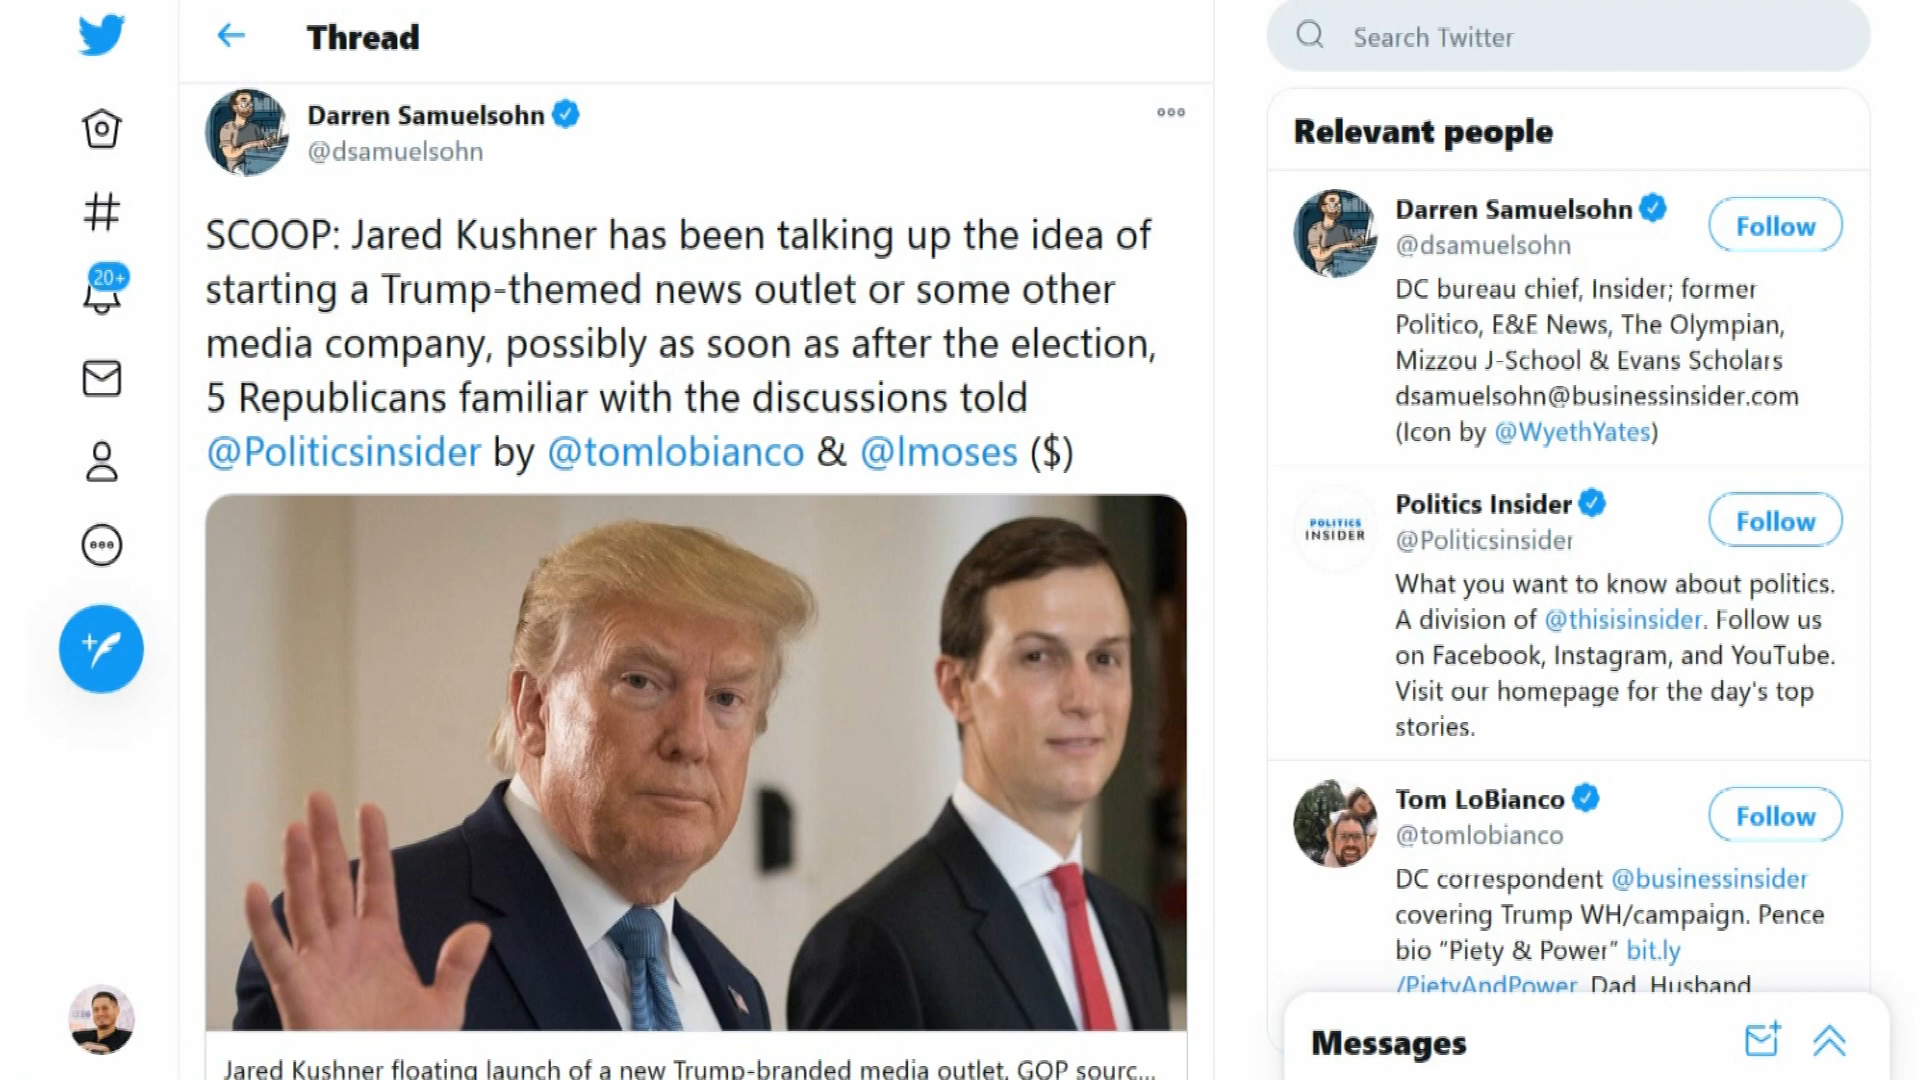 Thread
Darren Samuelsohn
@dsamuelsohn
SCOOP: Jared Kushner has been talking up the idea of
starting a Trump-themed news outlet or some other
media company, possibly as soon as after the election,
5 Republicans familiar with the discussions told
@Politicsinsider by @tomlobianco & @lmoses ($)
Jared Kushner floating launch of a new Trump-branded media outlet, GOP sourc...
20+
Search Twitter
Relevant people
Darren Samuelsohn
@dsamuelsohn
Follow
DC bureau chief, Insider; former
Politico, E&E News, The Olympian,
Mizzou J-School & Evans Scholars
dsamuelsohn@businessinsider.com
(Icon by @WyethYates)
POLITICS
INSIDER
Politics Insider
@Politicsinsider
Follow
What you want to know about politics.
A division of @thisisinsider. Follow us
on Facebook, Instagram, and YouTube.
Visit our homepage for the day's top
stories.
Tom LoBianco
@tomlobianco
Follow
DC correspondent @businessinsider
covering Trump WH/campaign. Pence
bio “Piety & Power” bit.ly
/PietyAndPower. Dad, Husband
Messages